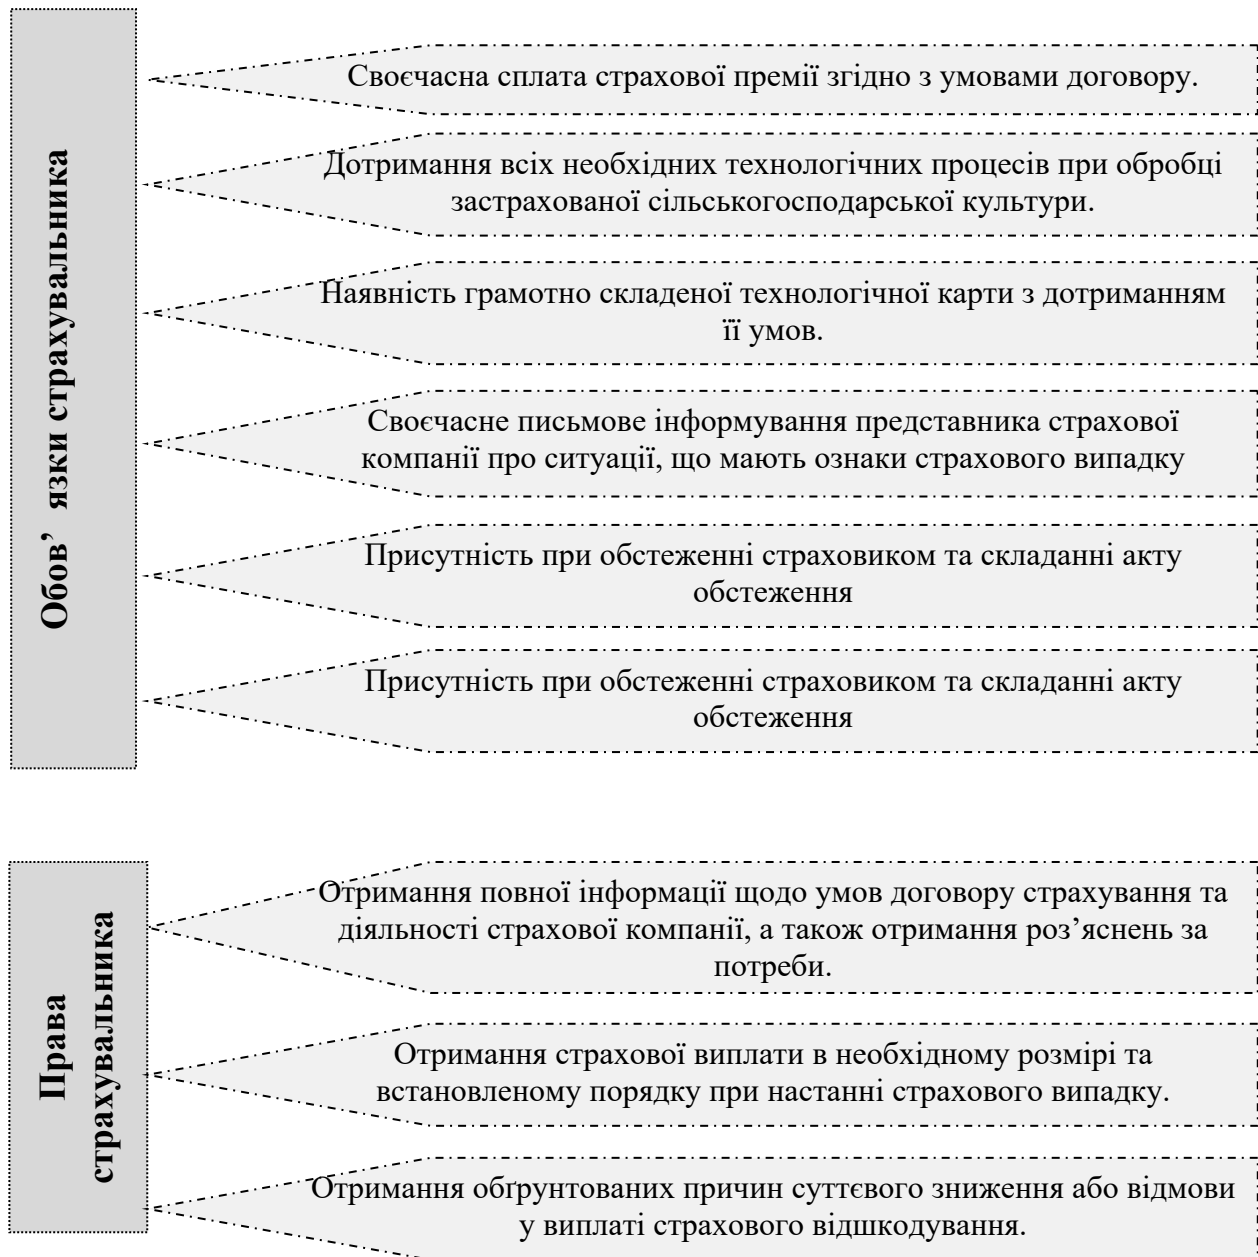 Обов’ язки страхувальника
Своєчасна сплата страхової премії згідно з умовами договору.
Дотримання всіх необхідних технологічних процесів при обробці
застрахованої сільськогосподарської культури.
Наявність грамотно складеної технологічної карти з дотриманням
її умов.
Своєчасне письмове інформування представника страхової
компанії про ситуації, що мають ознаки страхового випадку
Присутність при обстеженні страховиком та складанні акту
обстеження
Присутність при обстеженні страховиком та складанні акту
обстеження
Права
страхувальника
Отримання повної інформації щодо умов договору страхування та
діяльності страхової компанії, а також отримання роз’яснень за
потреби.
Отримання страхової виплати в необхідному розмірі та
встановленому порядку при настанні страхового випадку.
Отримання обґрунтованих причин суттєвого зниження або відмови
у виплаті страхового відшкодування.